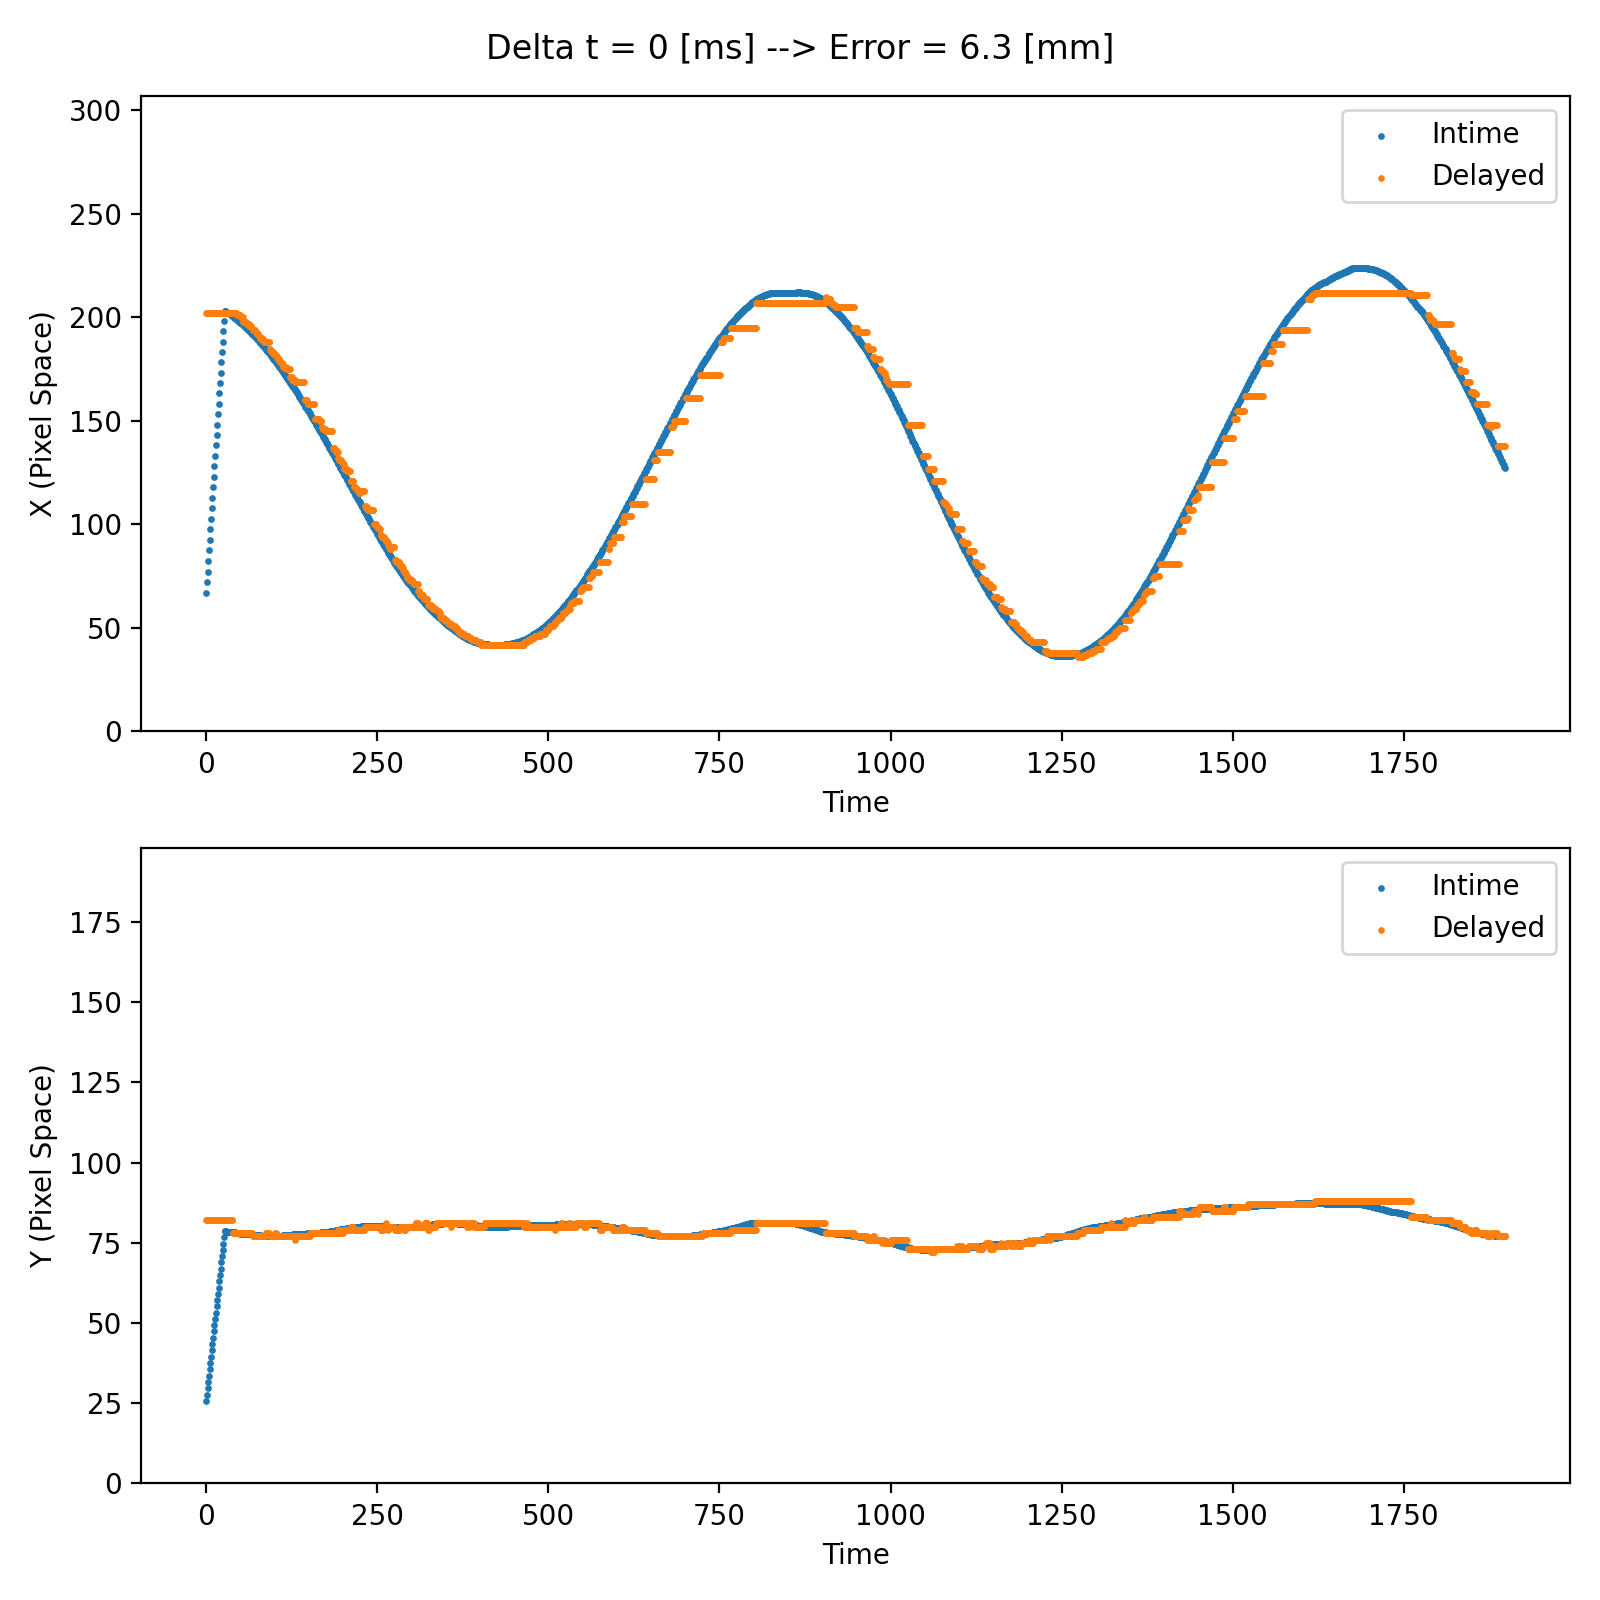 Delta t = 0 [ms] --> Error = 6.3 [mm]
300
250
200
150
100
50
0
X (Pixel Space)
Intime
Delayed
0 250 500 750 1000 1250 1500 1750
Time
175
150
125
100
75
50
25
0
Y (Pixel Space)
Intime
Delayed
0 250 500 750 1000 1250 1500 1750
Time